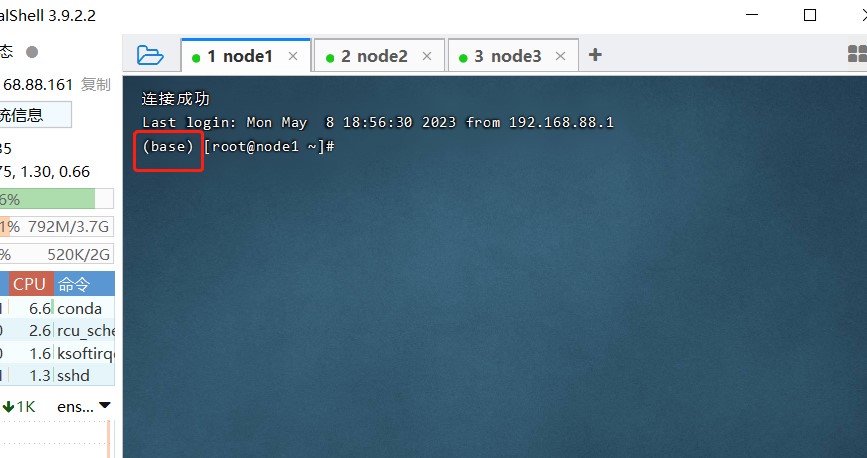 alShell 3.9.2.2
态
1 node1
2 node2
3 node3
68.88.161 复制
统信息
35
75, 1.30, 0.66
6%
1% 792M/3.7G
% 520K/2G
CPU 命令
6.6 conda
2.6 rcu_sche
1.6 ksoftirq
1.3 sshd
1K ens...
连接成功
Last login: Mon May  8 18:56:30 2023 from 192.168.88.1
(base) [root@node1 ~]#